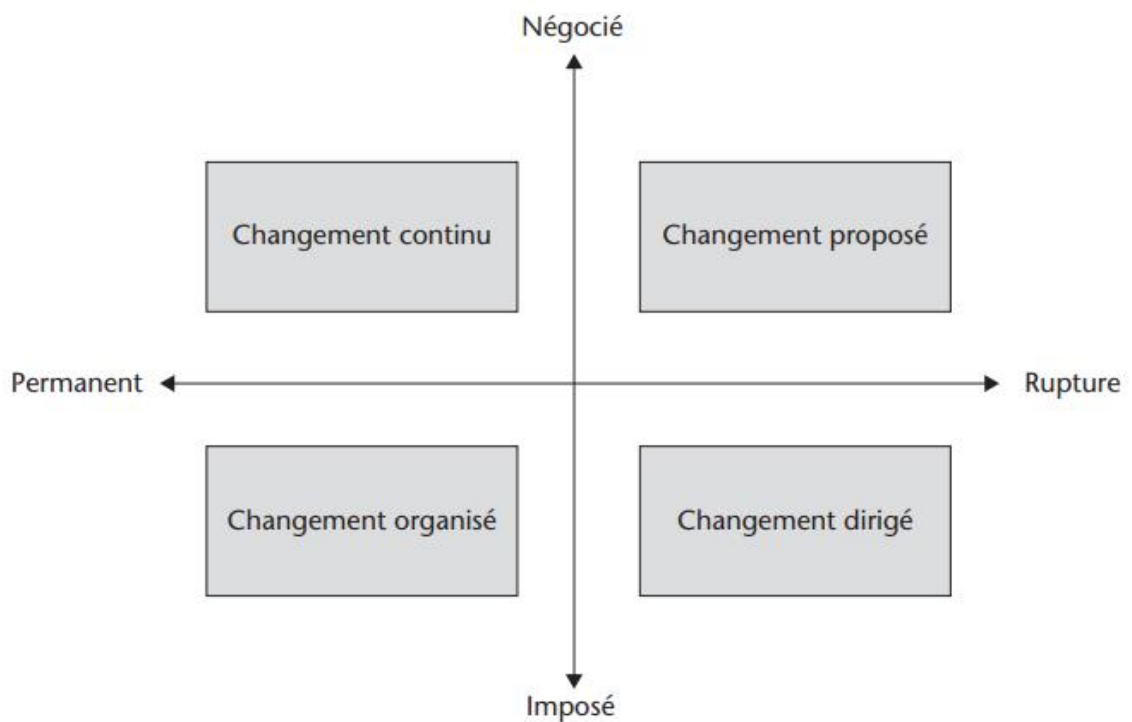 Négocié
Changement continu
Changement proposé
Permanent
Rupture
Changement organisé
Changement dirigé
Imposé